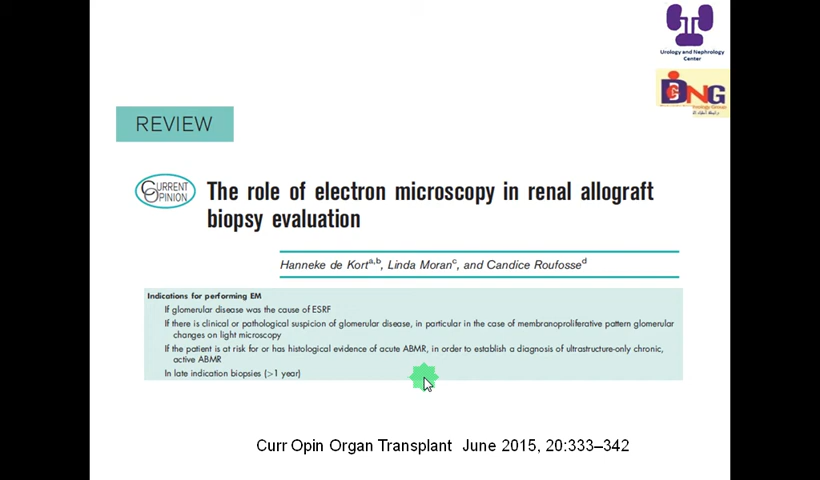 Urology and Nephrology
Center
REVIEW
CURRENT
OPINION
The role of electron microscopy in renal allograft
biopsy evaluation
Hanneke de Kortᵃ,ᵇ, Linda Moranᶜ, and Candice Roufosseᵈ
Indications for performing EM
If glomerular disease was the cause of ESRF
If there is clinical or pathological suspicion of glomerular disease, in particular in the case of membranoproliferative pattern glomerular
changes on light microscopy
If the patient is at risk for or has histological evidence of acute ABMR, in order to establish a diagnosis of ultrastructure-only chronic,
active ABMR
In late indication biopsies (>1 year)
Curr Opin Organ Transplant June 2015, 20:333–342